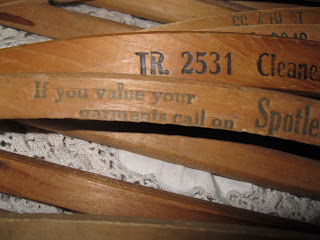 TR. 2531 Cleane
If you value your
garments call on Spotle